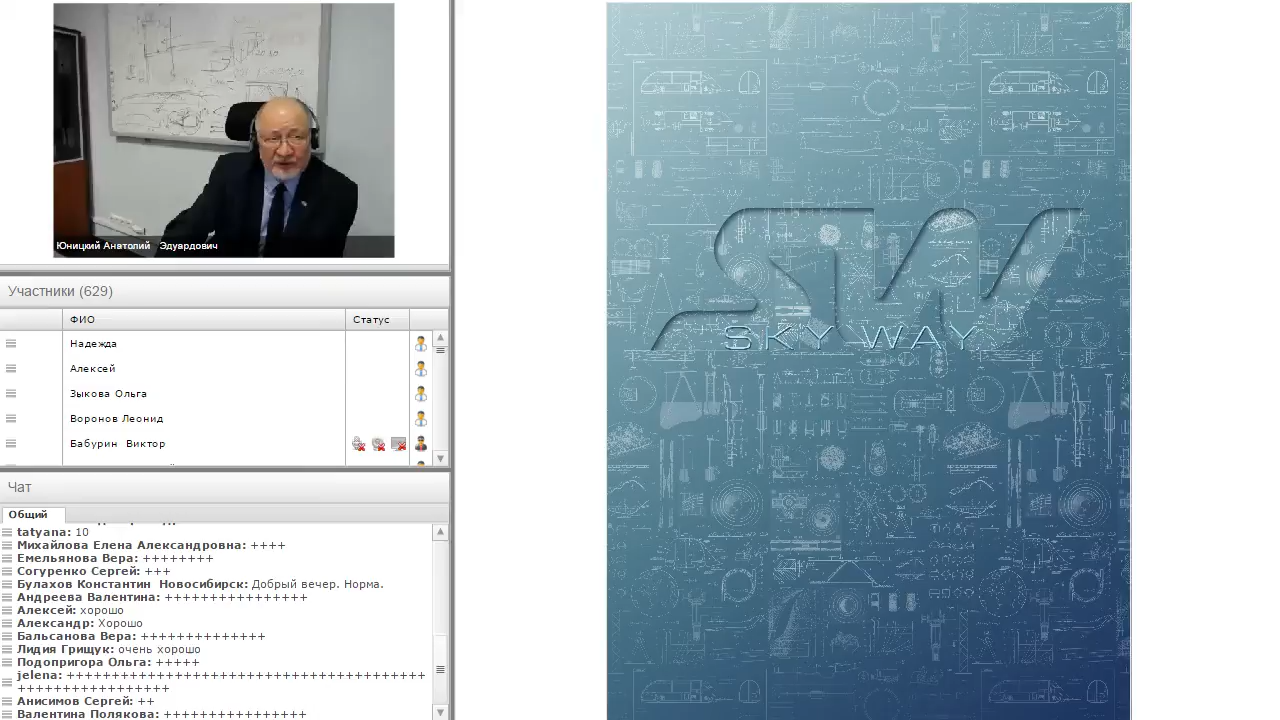 Юницкий Анатолий Эдуардович
Участники (629)
ФИО
Статус
Надежда
Алексей
Зыкова Ольга
Воронов Леонид
Бабурин Виктор
Чат
Общий
tatyana: 10
Михайлова Елена Александровна: ++++
Емельянова Вера: ++++++++
Согуренко Сергей: +++
Булахов Константин Новосибирск: Добрый вечер. Норма.
Андреева Валентина: ++++++++++++++++
Алексей: хорошо
Александр: Хорошо
Бальсанова Вера: ++++++++++++++
Лидия Грищук: очень хорошо
Подопригора Ольга: +++++
jelena: ++++++++++++++++++++++++++++++++++++++++
+++++++++++++++++
Анисимов Сергей: ++
Валентина Полякова: ++++++++++++++++
SW
SKY WAY